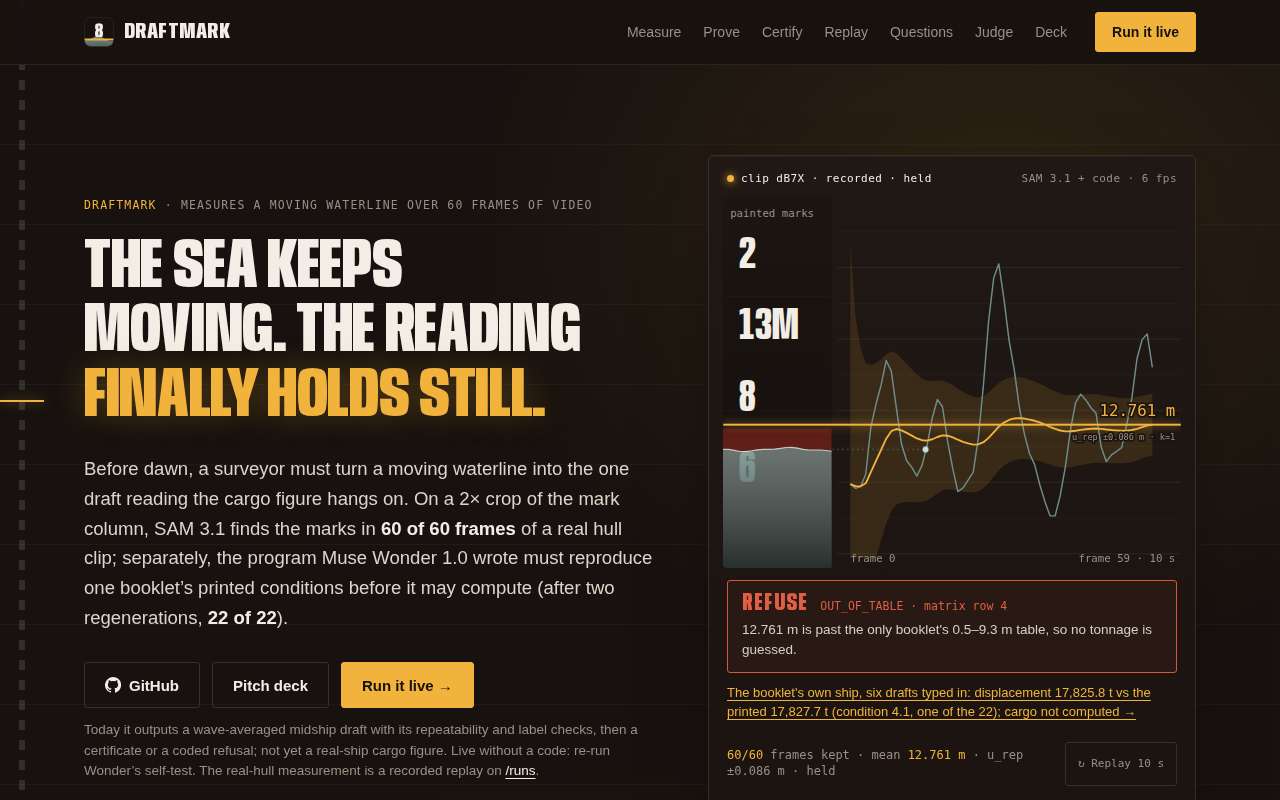 8 DRAFTMARK
Measure Prove Certify Replay Questions Judge Deck Run it live
DRAFTMARK · MEASURES A MOVING WATERLINE OVER 60 FRAMES OF VIDEO
THE SEA KEEPS
MOVING. THE READING
FINALLY HOLDS STILL.
Before dawn, a surveyor must turn a moving waterline into the one
draft reading the cargo figure hangs on. On a 2× crop of the mark
column, SAM 3.1 finds the marks in 60 of 60 frames of a real hull
clip; separately, the program Muse Wonder 1.0 wrote must reproduce
one booklet’s printed conditions before it may compute (after two
regenerations, 22 of 22).
GitHub Pitch deck Run it live →
Today it outputs a wave-averaged midship draft with its repeatability and label checks, then a
certificate or a coded refusal; not yet a real-ship cargo figure. Live without a code: re-run
Wonder’s self-test. The real-hull measurement is a recorded replay on /runs.
clip dB7X · recorded · held SAM 3.1 + code · 6 fps
painted marks
2
13M
8
6
12.761 m
u_rep ±0.086 m · k=1
frame 0 frame 59 · 10 s
REFUSE OUT_OF_TABLE · matrix row 4
12.761 m is past the only booklet's 0.5–9.3 m table, so no tonnage is
guessed.
The booklet's own ship, six drafts typed in: displacement 17,825.8 t vs the
printed 17,827.7 t (condition 4.1, one of the 22); cargo not computed →
60/60 frames kept · mean 12.761 m · u_rep
±0.086 m · held
↻ Replay 10 s